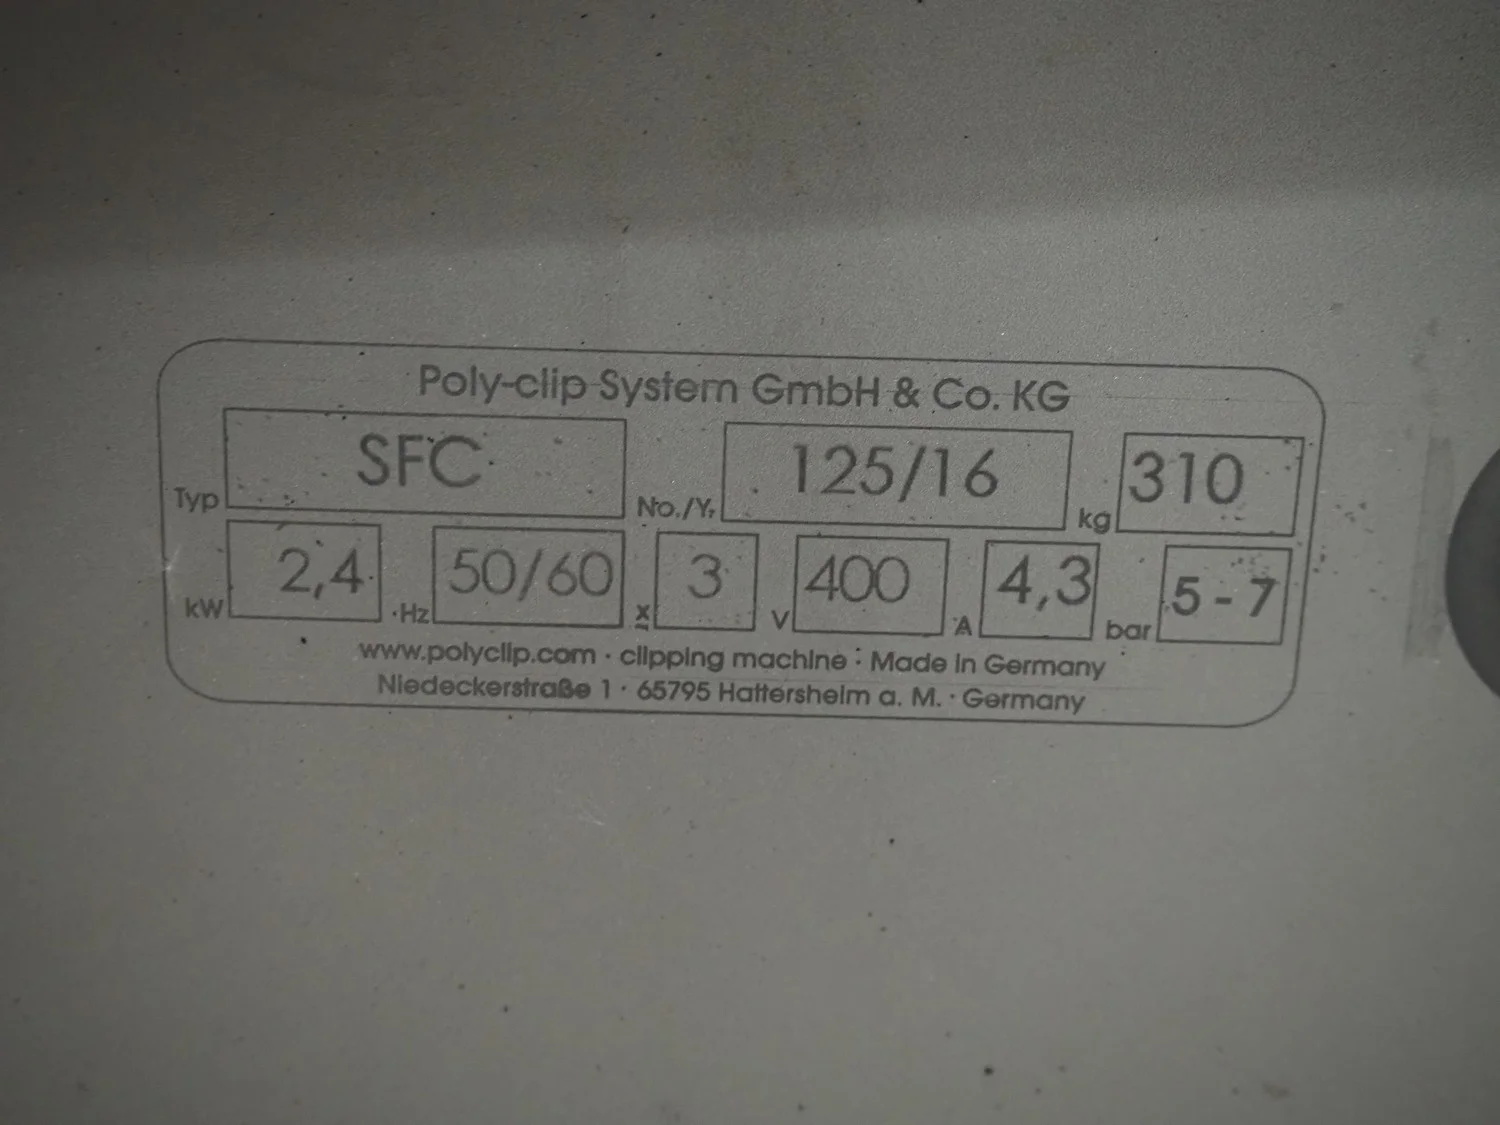 Poly-clip System GmbH & Co. KG
Typ SFC No./Yr. 125/16 kg 310
kW 2,4 Hz 50/60 x 3 V 400 A 4,3 bar 5 - 7
www.polyclip.com · clipping machine · Made in Germany
Niedeckerstraße 1 · 65795 Hattersheim a. M. · Germany